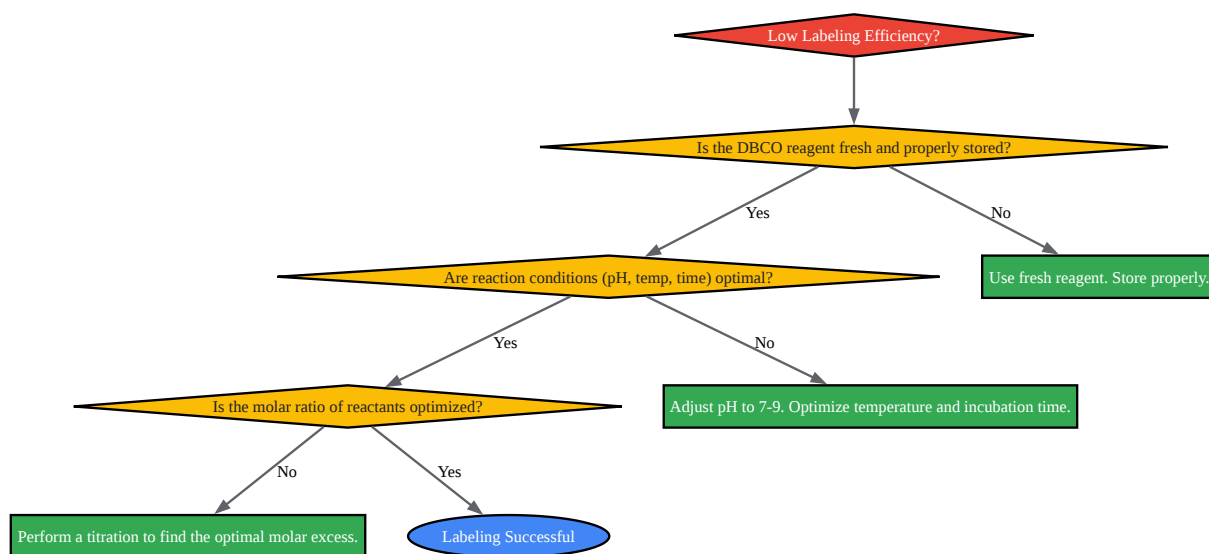 Low Labeling Efficiency?
Is the DBCO reagent fresh and properly stored?
Yes
No
Are reaction conditions (pH, temp, time) optimal?
Use fresh reagent. Store properly.
Yes
No
Is the molar ratio of reactants optimized?
Adjust pH to 7-9. Optimize temperature and incubation time.
No
Yes
Perform a titration to find the optimal molar excess.
Labeling Successful